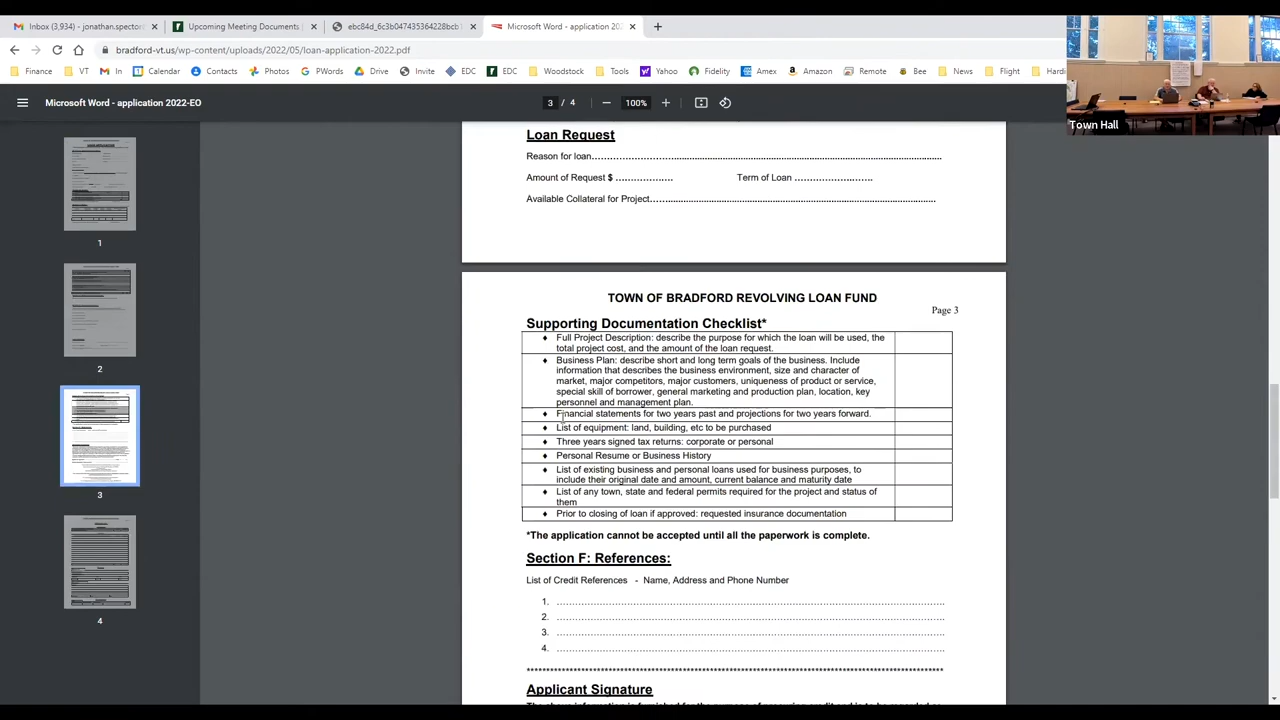 Inbox (3,934) - jonathan.spector
Upcoming Meeting Documents
ebc84d_6c3b047435364228bcb1
Microsoft Word - application 202
bradford-vt.us/wp-content/uploads/2022/05/loan-application-2022.pdf
Finance
VT
In
Calendar
Contacts
Photos
Words
Drive
Invite
EDC
EDC
Woodstock
Tools
Yahoo
Fidelity
Amex
Amazon
Remote
Bee
News
Flight
Hardi
Microsoft Word - application 2022-EO
3 / 4
100%
Town Hall
1
2
3
4
Loan Request
Reason for loan
Amount of Request $
Term of Loan
Available Collateral for Project
TOWN OF BRADFORD REVOLVING LOAN FUND
Page 3
Supporting Documentation Checklist*
♦ Full Project Description: describe the purpose for which the loan will be used, the
total project cost, and the amount of the loan request.
♦ Business Plan: describe short and long term goals of the business. Include
information that describes the business environment, size and character of
market, major competitors, major customers, uniqueness of product or service,
special skill of borrower, general marketing and production plan, location, key
personnel and management plan.
♦ Financial statements for two years past and projections for two years forward.
♦ List of equipment: land, building, etc to be purchased
♦ Three years signed tax returns: corporate or personal
♦ Personal Resume or Business History
♦ List of existing business and personal loans used for business purposes, to
include their original date and amount, current balance and maturity date
♦ List of any town, state and federal permits required for the project and status of
them
♦ Prior to closing of loan if approved: requested insurance documentation
*The application cannot be accepted until all the paperwork is complete.
Section F: References:
List of Credit References - Name, Address and Phone Number
1.
2.
3.
4.
Applicant Signature